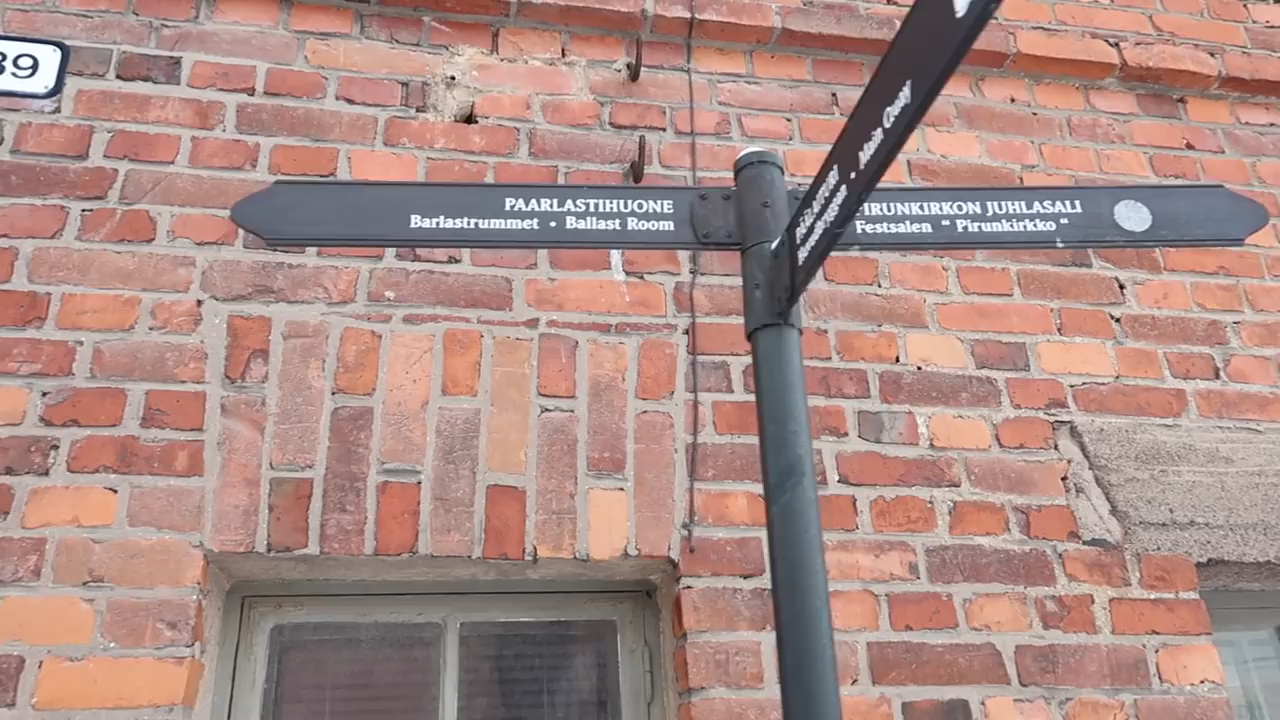 39
PAARLASTIHUONE
Barlastrummet • Ballast Room
PIRUNKIRKON JUHLASALI
Festsalen “ Pirunkirkko “
• Main Quay